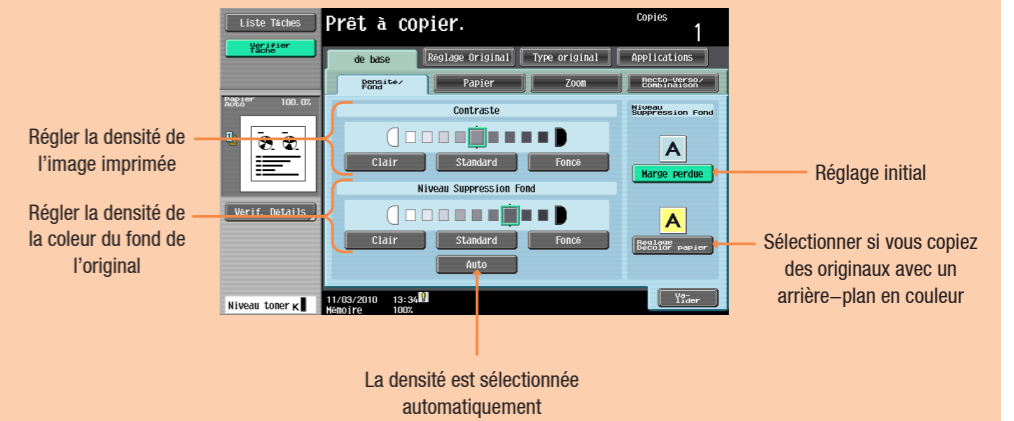 Liste Tâches
Prêt à copier.
Copies
1
Vérifier
Tâche
de base
Réglage Original
Type original
Applications
Densité/
Fond
Papier
Zoom
Recto-Verso/
Combinaison
Papier
Auto
100.0%
Contraste
Niveau
Suppression Fond
Régler la densité de
l'image imprimée
Clair
Standard
Foncé
A
Marge perdue
Réglage initial
Niveau Suppression Fond
Régler la densité de
la coleur du fond de
l'original
Vérif. Détails
Clair
Standard
Foncé
A
Réglage
Décolor papier
Sélectionner si vous copiez
des originaux avec un
arrière–plan en couleur
Auto
Niveau toner K
11/03/2010 13:34
Mémoire 100%
Va-
lider
La densité est sélectionnée
automatiquement